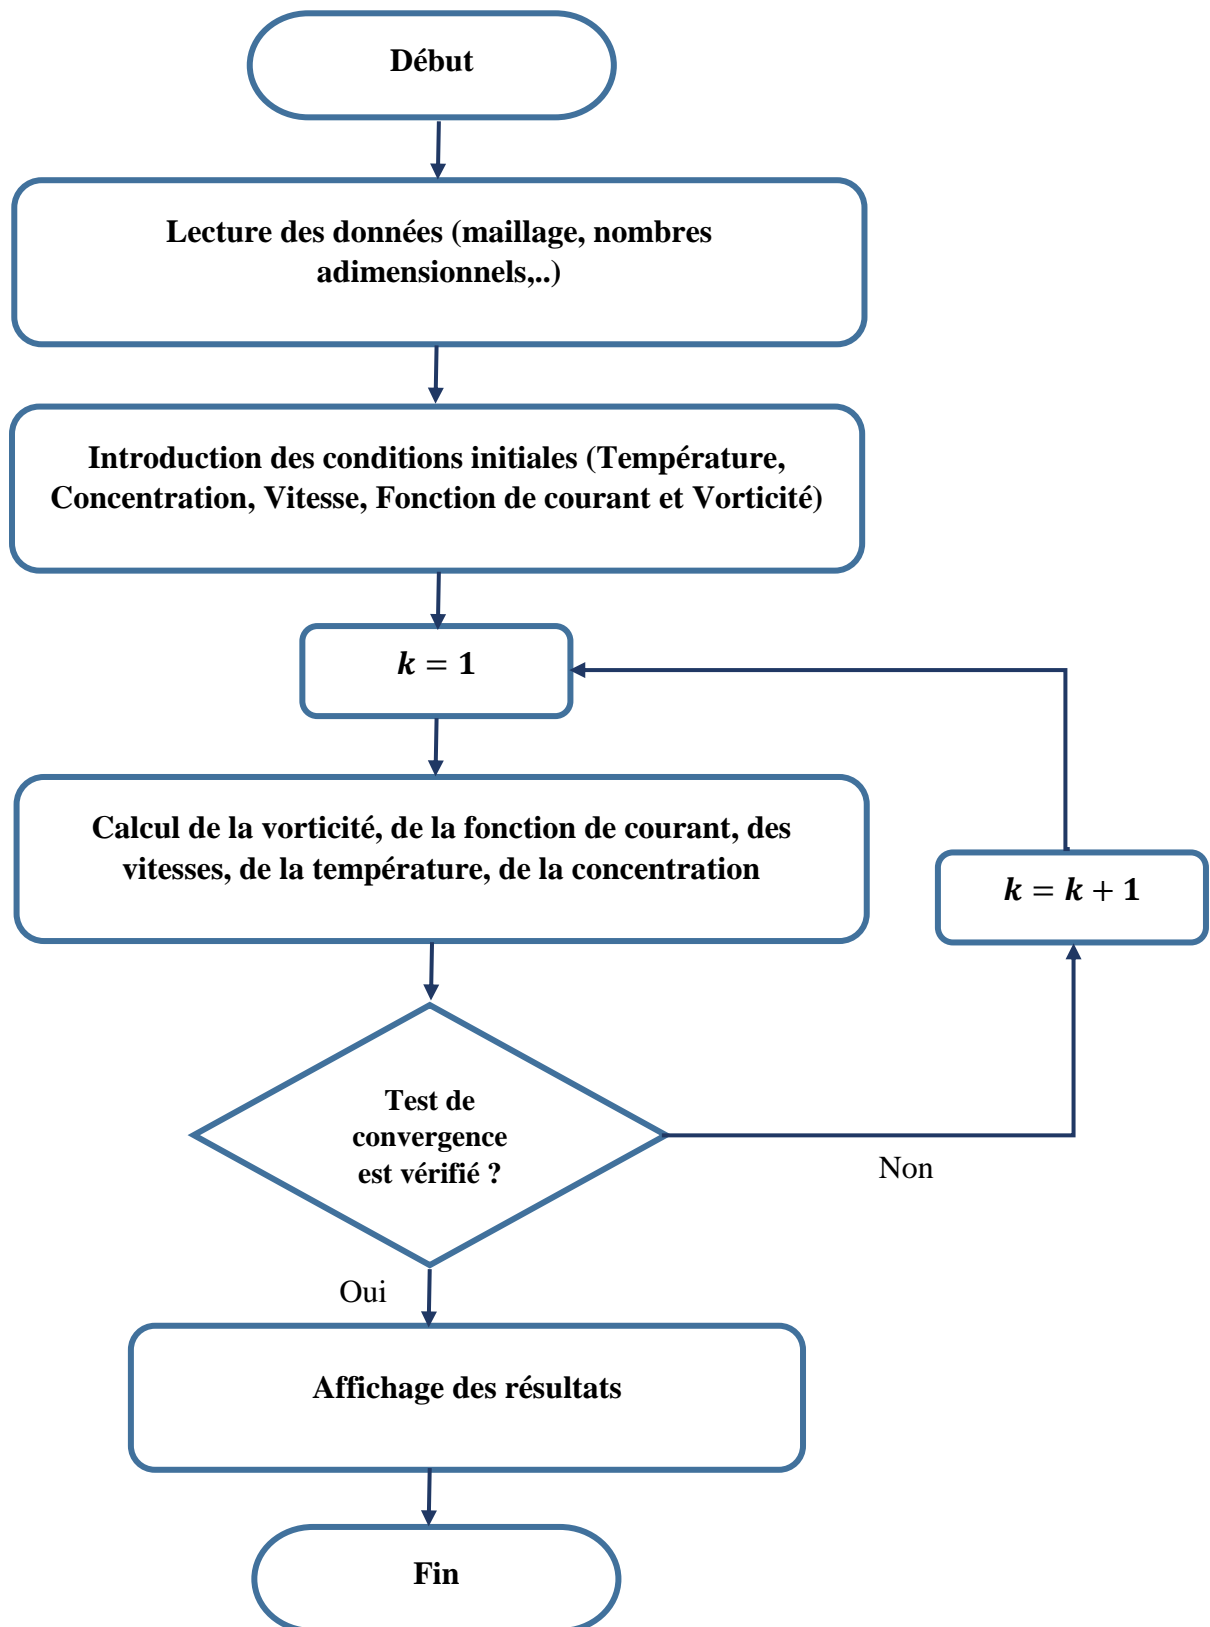 Début
Lecture des données (maillage, nombres
adimensionnels,..)
Introduction des conditions initiales (Température,
Concentration, Vitesse, Fonction de courant et Vorticité)
k = 1
Calcul de la vorticité, de la fonction de courant, des
vitesses, de la température, de la concentration
k = k + 1
Test de
convergence
est vérifié ?
Non
Oui
Affichage des résultats
Fin